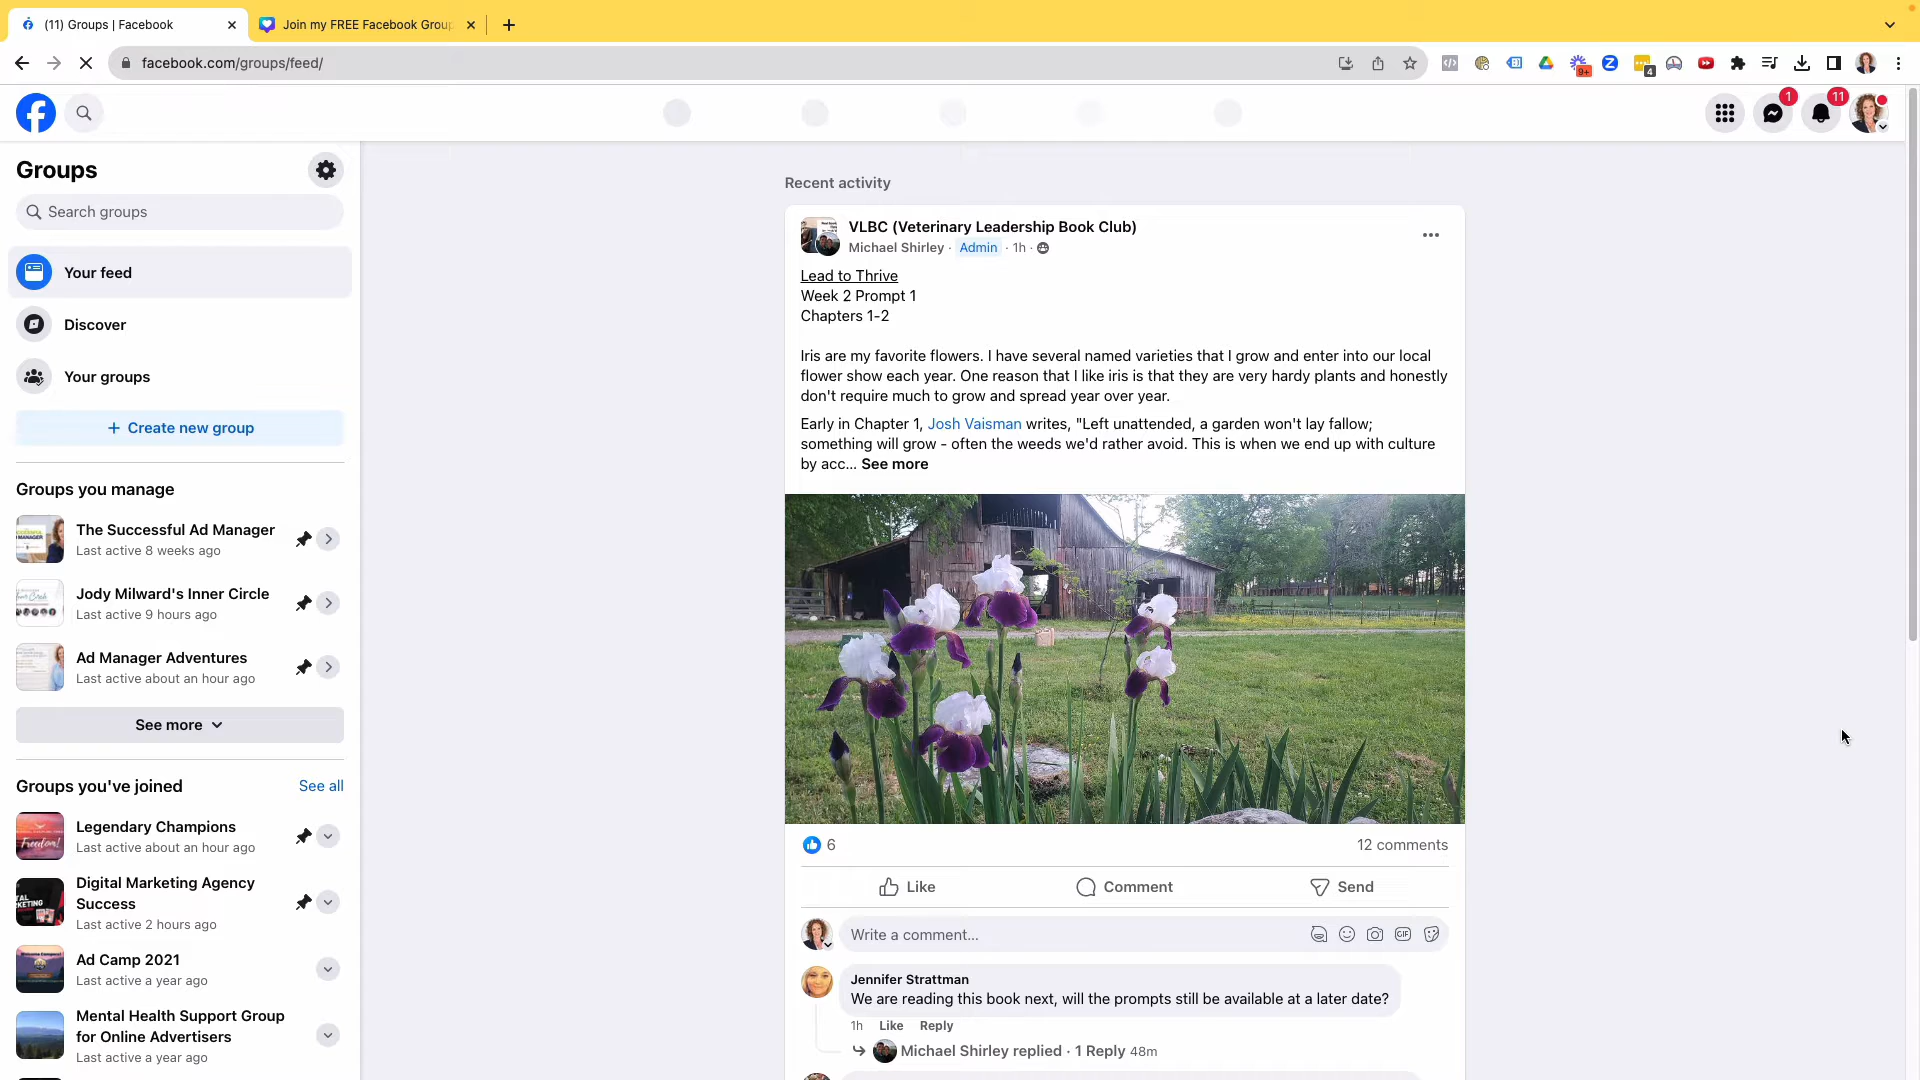 (11) Groups | Facebook
Join my FREE Facebook Grou
facebook.com/groups/feed/
9+
4
1
11
Groups
Search groups
Your feed
Discover
Your groups
+ Create new group
Groups you manage
The Successful Ad Manager
Last active 8 weeks ago
Jody Milward's Inner Circle
Last active 9 hours ago
Ad Manager Adventures
Last active about an hour ago
See more
Groups you've joined
See all
Legendary Champions
Last active about an hour ago
Digital Marketing Agency
Success
Last active 2 hours ago
Ad Camp 2021
Last active a year ago
Mental Health Support Group
for Online Advertisers
Last active a year ago
Recent activity
VLBC (Veterinary Leadership Book Club)
Michael Shirley · Admin · 1h ·
Lead to Thrive
Week 2 Prompt 1
Chapters 1-2
Iris are my favorite flowers. I have several named varieties that I grow and enter into our local
flower show each year. One reason that I like iris is that they are very hardy plants and honestly
don't require much to grow and spread year over year.
Early in Chapter 1, Josh Vaisman writes, "Left unattended, a garden won't lay fallow;
something will grow - often the weeds we'd rather avoid. This is when we end up with culture
by acc... See more
6
12 comments
Like
Comment
Send
Write a comment...
GIF
Jennifer Strattman
We are reading this book next, will the prompts still be available at a later date?
1h Like Reply
Michael Shirley replied · 1 Reply 48m